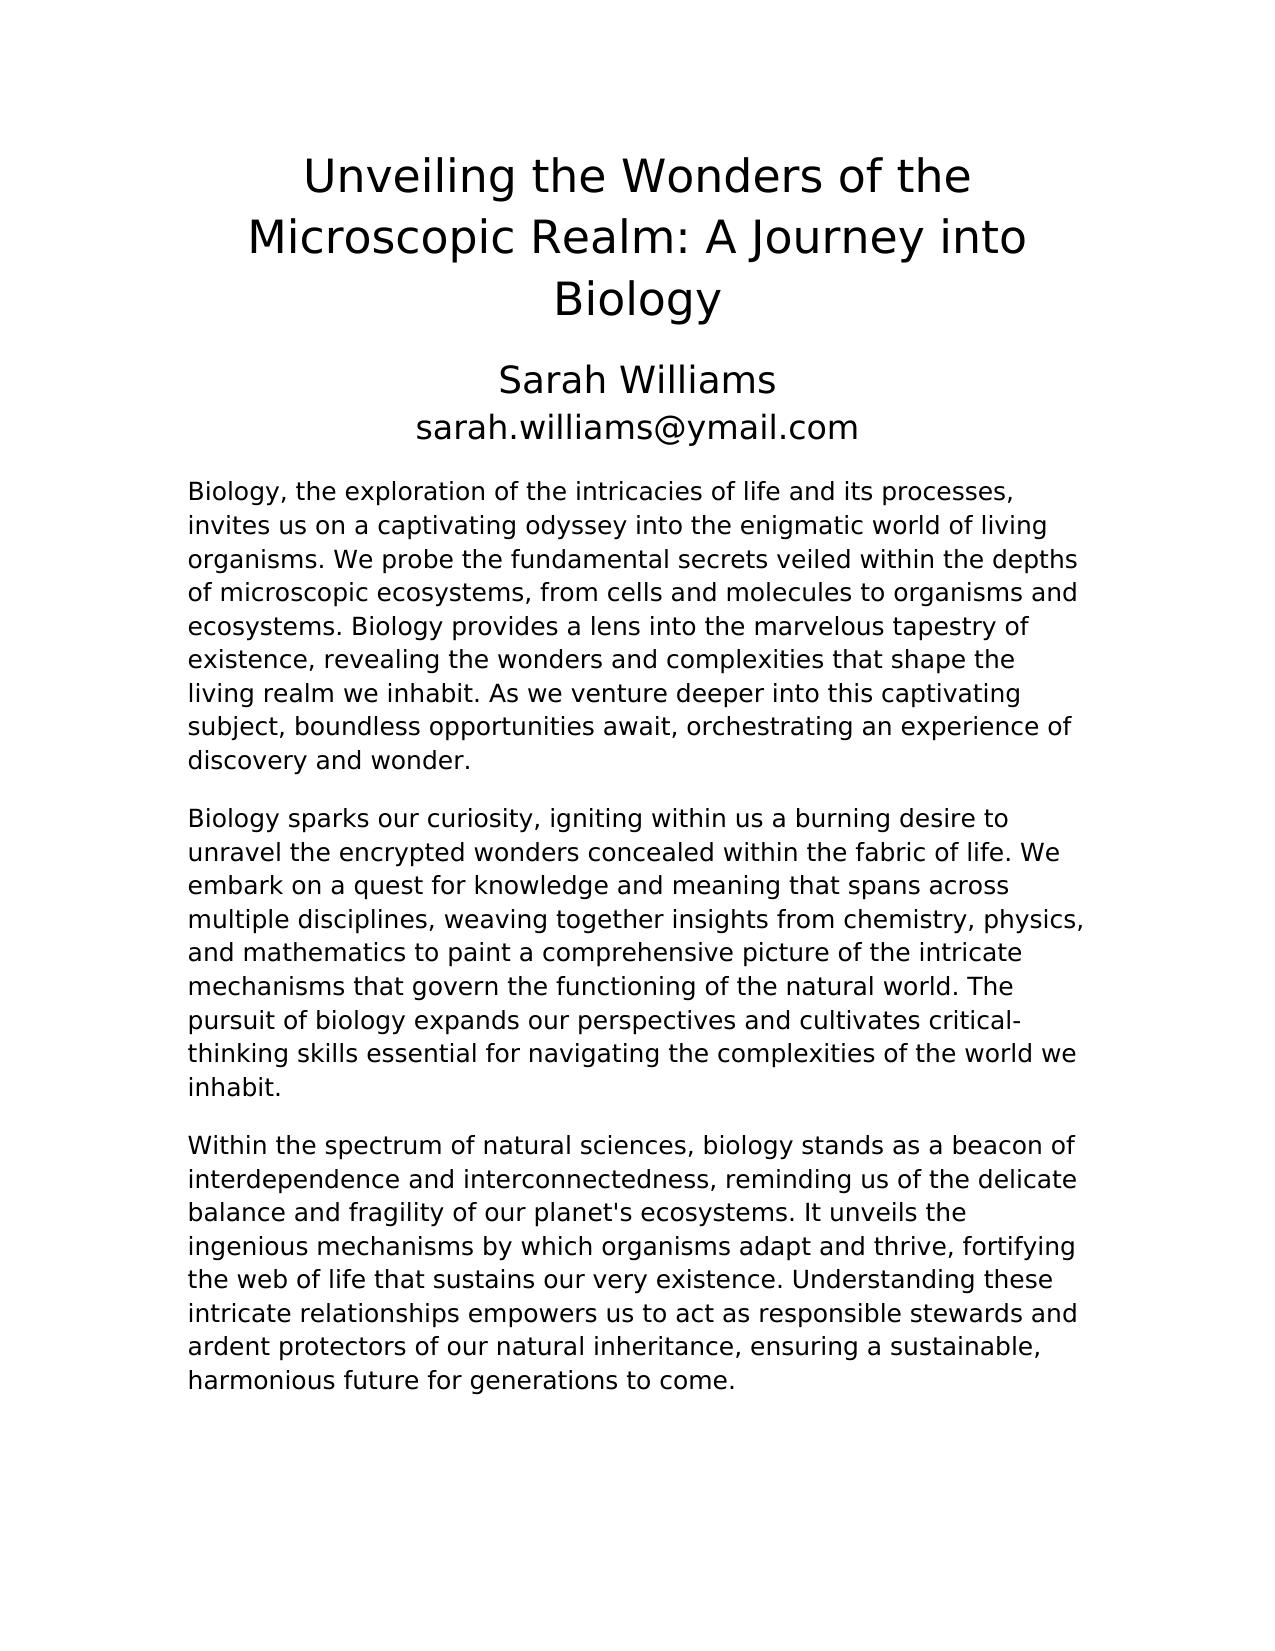 Unveiling the Wonders of the
Microscopic Realm: A Journey into
Biology
Sarah Williams
sarah.williams@ymail.com
Biology, the exploration of the intricacies of life and its processes,
invites us on a captivating odyssey into the enigmatic world of living
organisms. We probe the fundamental secrets veiled within the depths
of microscopic ecosystems, from cells and molecules to organisms and
ecosystems. Biology provides a lens into the marvelous tapestry of
existence, revealing the wonders and complexities that shape the
living realm we inhabit. As we venture deeper into this captivating
subject, boundless opportunities await, orchestrating an experience of
discovery and wonder.
Biology sparks our curiosity, igniting within us a burning desire to
unravel the encrypted wonders concealed within the fabric of life. We
embark on a quest for knowledge and meaning that spans across
multiple disciplines, weaving together insights from chemistry, physics,
and mathematics to paint a comprehensive picture of the intricate
mechanisms that govern the functioning of the natural world. The
pursuit of biology expands our perspectives and cultivates critical-
thinking skills essential for navigating the complexities of the world we
inhabit.
Within the spectrum of natural sciences, biology stands as a beacon of
interdependence and interconnectedness, reminding us of the delicate
balance and fragility of our planet's ecosystems. It unveils the
ingenious mechanisms by which organisms adapt and thrive, fortifying
the web of life that sustains our very existence. Understanding these
intricate relationships empowers us to act as responsible stewards and
ardent protectors of our natural inheritance, ensuring a sustainable,
harmonious future for generations to come.